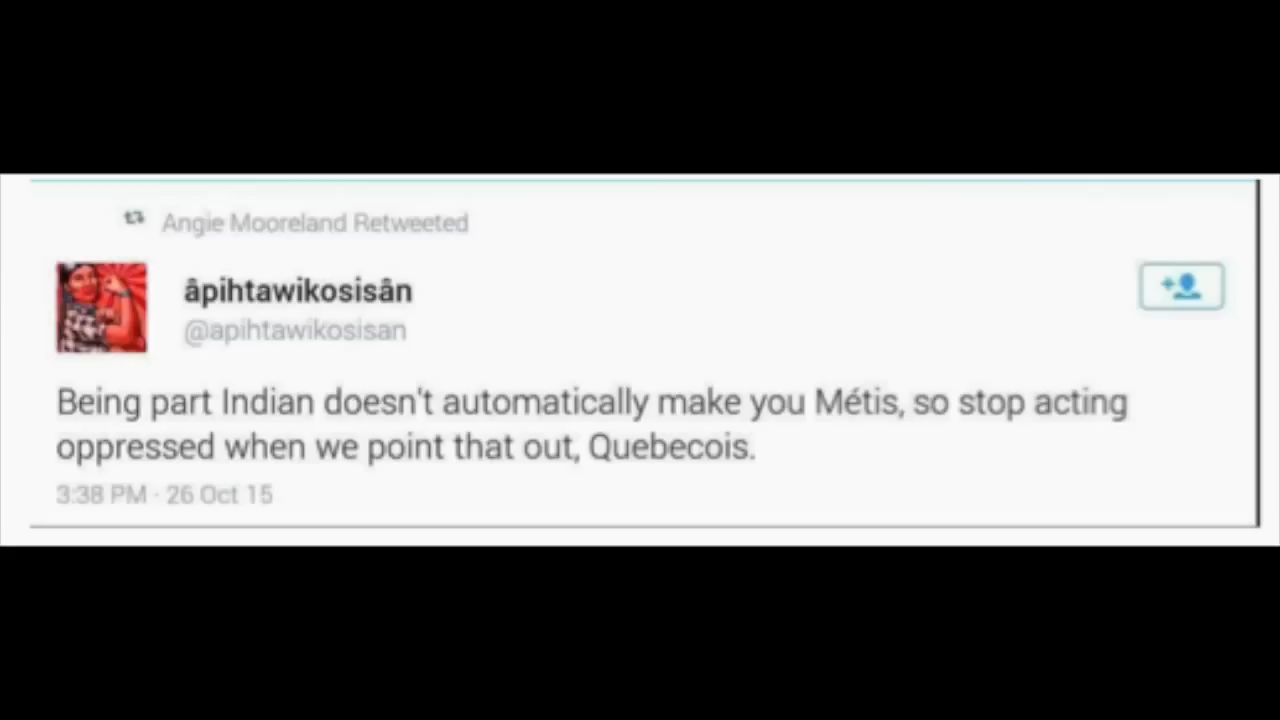 Angie Mooreland Retweeted
âpihtawikosisân
@apihtawikosisan
Being part Indian doesn't automatically make you Métis, so stop acting
oppressed when we point that out, Quebecois.
3:38 PM · 26 Oct 15